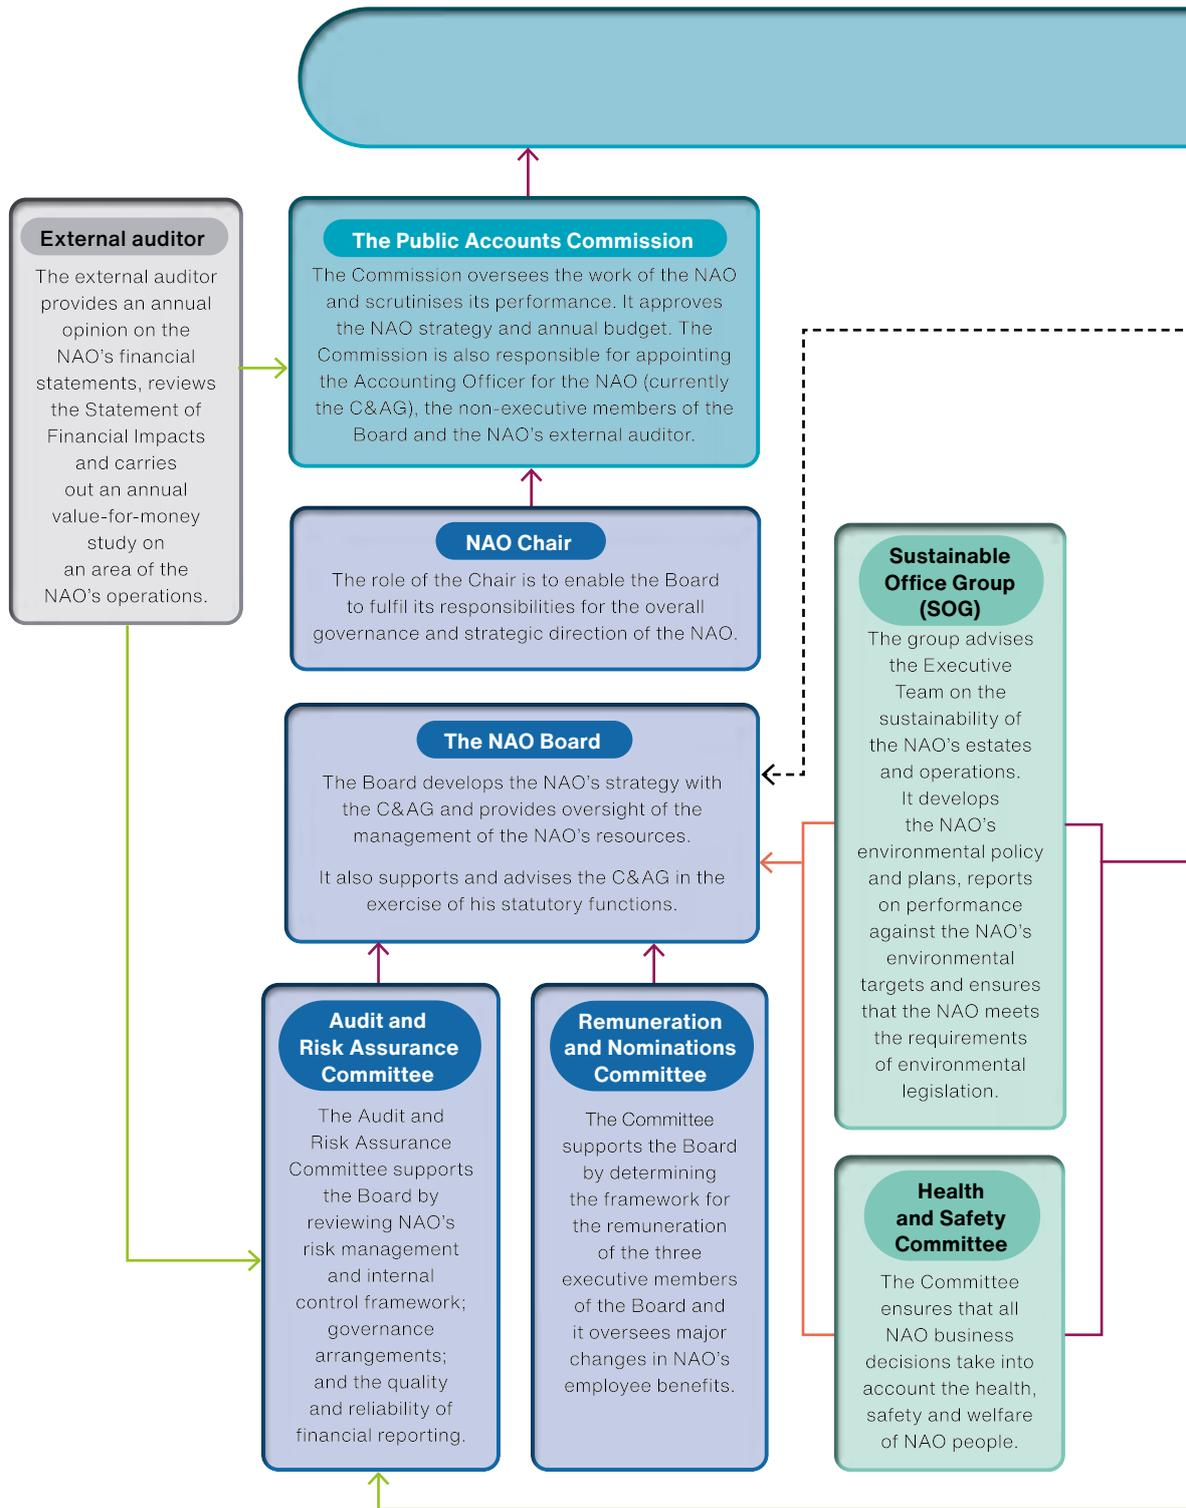 External auditor
The external auditor
provides an annual
opinion on the
NAO’s financial
statements, reviews
the Statement of
Financial Impacts
and carries
out an annual
value-for-money
study on
an area of the
NAO’s operations.
The Public Accounts Commission
The Commission oversees the work of the NAO
and scrutinises its performance. It approves
the NAO strategy and annual budget. The
Commission is also responsible for appointing
the Accounting Officer for the NAO (currently
the C&AG), the non-executive members of the
Board and the NAO’s external auditor.
NAO Chair
The role of the Chair is to enable the Board
to fulfil its responsibilities for the overall
governance and strategic direction of the NAO.
The NAO Board
The Board develops the NAO’s strategy with
the C&AG and provides oversight of the
management of the NAO’s resources.
It also supports and advises the C&AG in the
exercise of his statutory functions.
Audit and
Risk Assurance
Committee
The Audit and
Risk Assurance
Committee supports
the Board by
reviewing NAO’s
risk management
and internal
control framework;
governance
arrangements;
and the quality
and reliability of
financial reporting.
Remuneration
and Nominations
Committee
The Committee
supports the Board
by determining
the framework for
the remuneration
of the three
executive members
of the Board and
it oversees major
changes in NAO’s
employee benefits.
Sustainable
Office Group
(SOG)
The group advises
the Executive
Team on the
sustainability of
the NAO’s estates
and operations.
It develops
the NAO’s
environmental policy
and plans, reports
on performance
against the NAO’s
environmental
targets and ensures
that the NAO meets
the requirements
of environmental
legislation.
Health
and Safety
Committee
The Committee
ensures that all
NAO business
decisions take into
account the health,
safety and welfare
of NAO people.